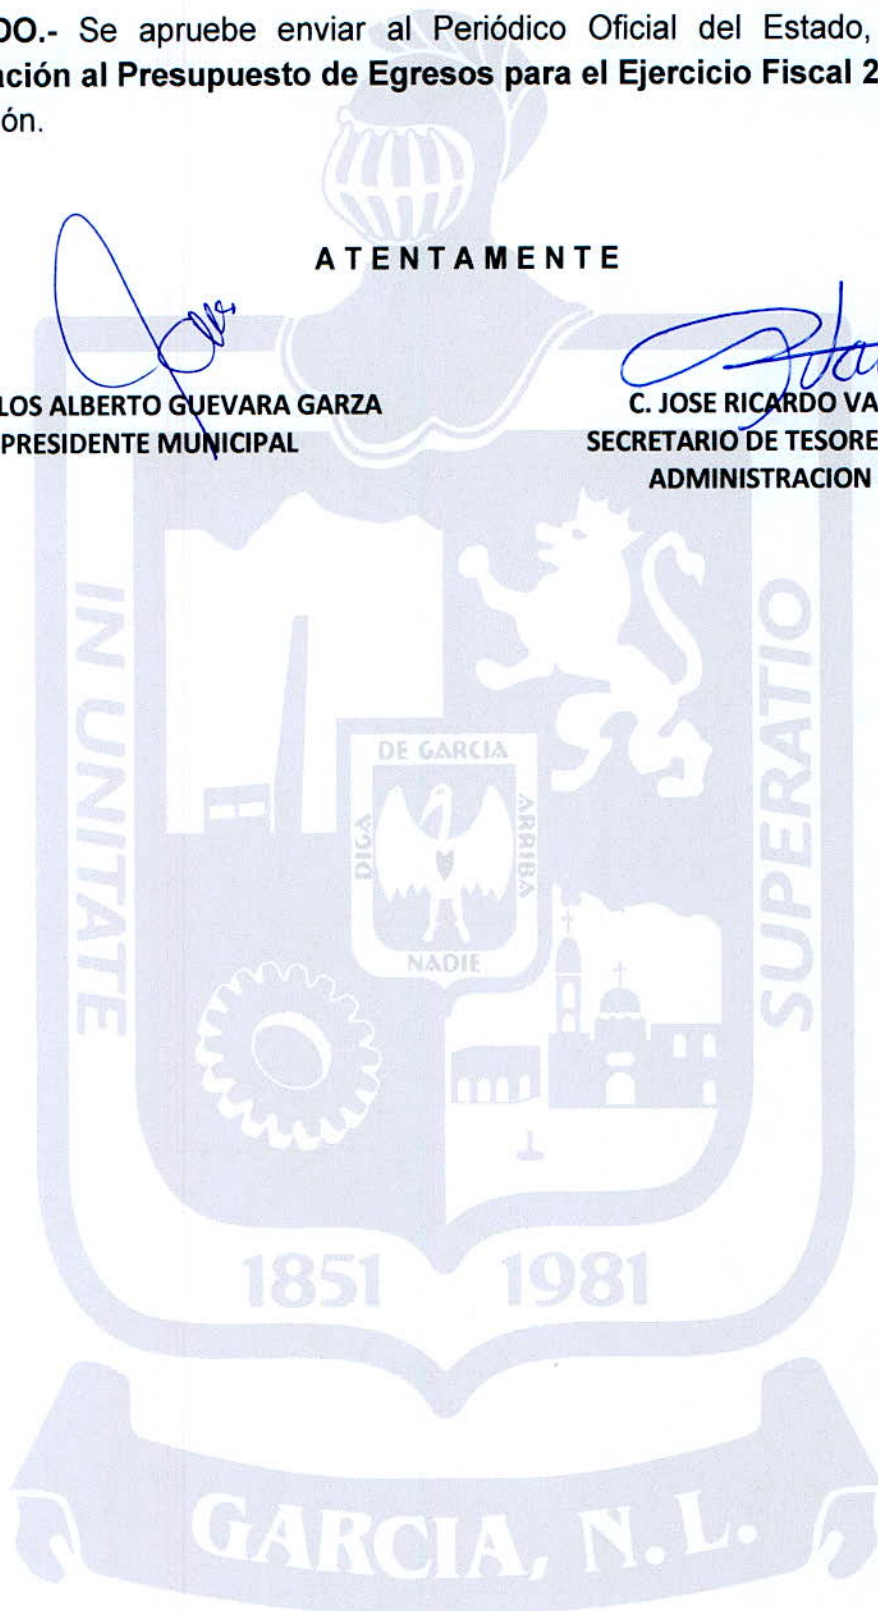 DO.- Se apruebe enviar al Periódico Oficial del Estado,
ación al Presupuesto de Egresos para el Ejercicio Fiscal 2
ón.
ATENTAMENTE
LOS ALBERTO GUEVARA GARZA
PRESIDENTE MUNICIPAL
C. JOSE RICARDO VA
SECRETARIO DE TESORE
ADMINISTRACION
IN UNITATE
SUPERATIO
DE GARCIA
ARRIBA
NADIE
DIGA
1851 1981
GARCIA, N.L.